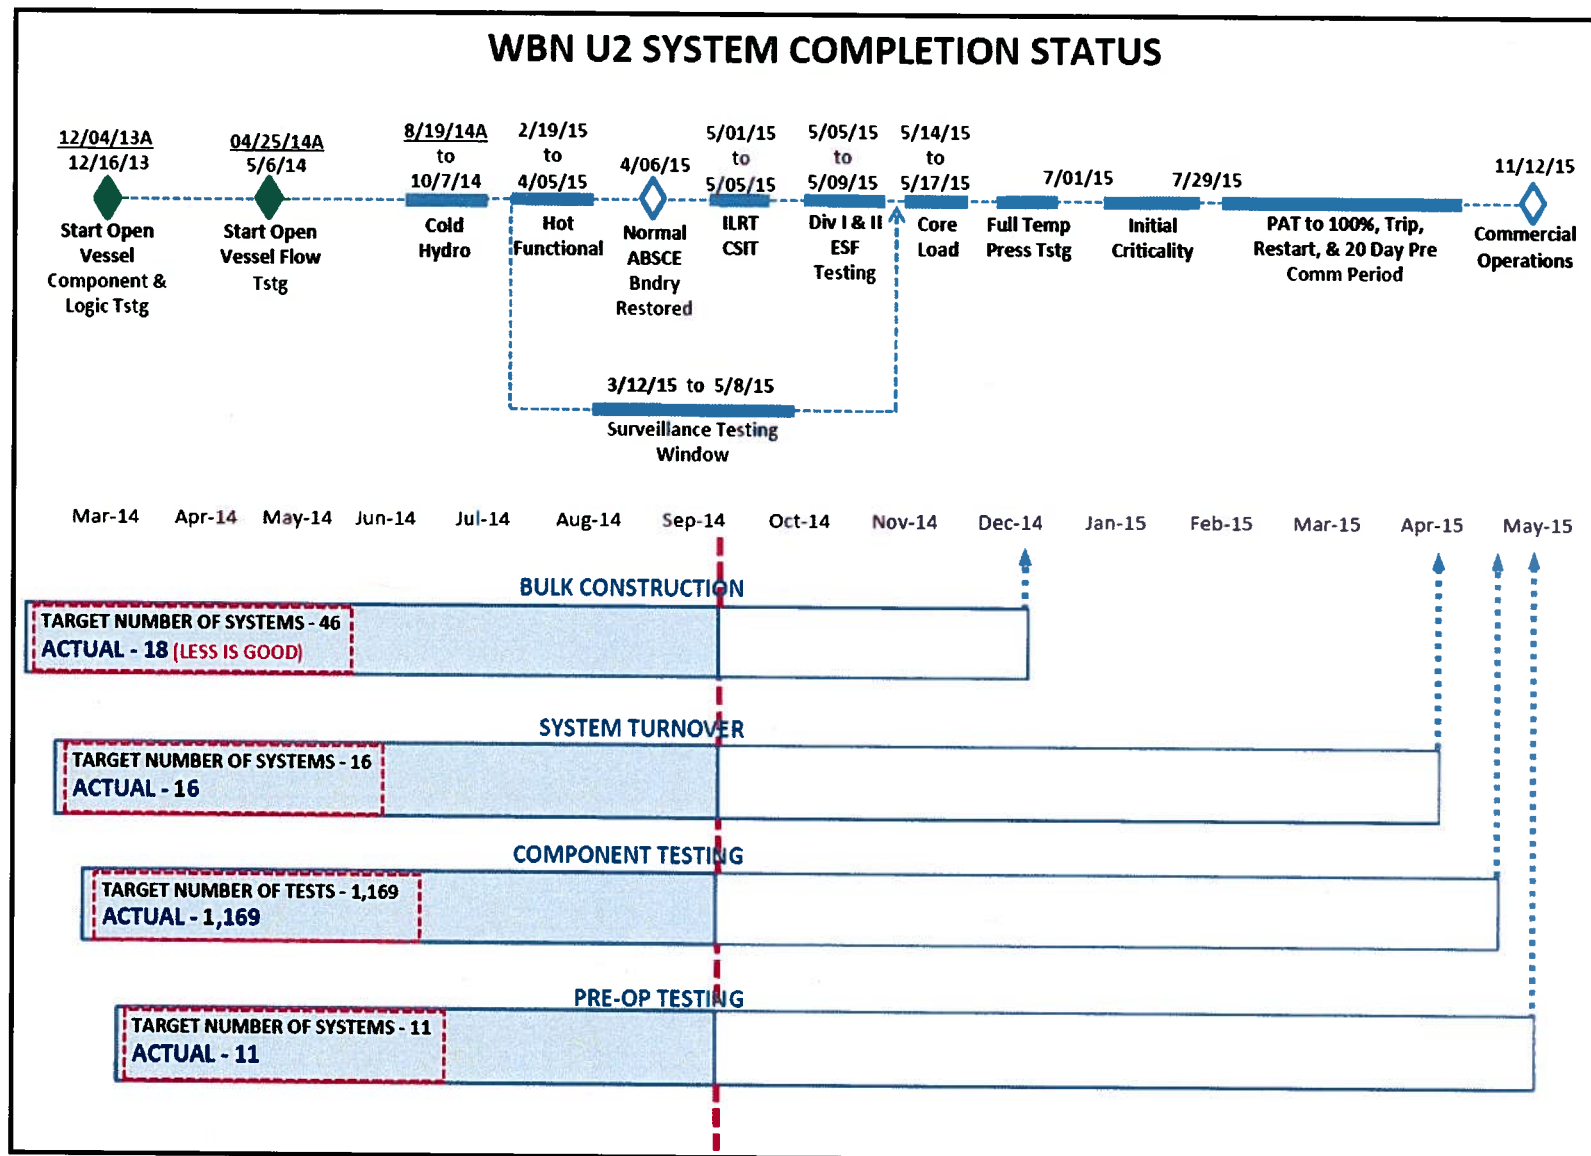 WBN U2 SYSTEM COMPLETION STATUS
12/04/13A
12/16/13
Start Open
Vessel
Component &
Logic Tstg
04/25/14A
5/6/14
Start Open
Vessel Flow
Tstg
8/19/14A
to
10/7/14
Cold
Hydro
2/19/15
to
4/05/15
Hot
Functional
4/06/15
Normal
ABSCE
Bndry
Restored
5/01/15
to
5/05/15
ILRT
CSIT
5/05/15
to
5/09/15
Div I & II
ESF
Testing
5/14/15
to
5/17/15
Core
Load
7/01/15
Full Temp
Press Tstg
7/29/15
Initial
Criticality
PAT to 100%, Trip,
Restart, & 20 Day Pre
Comm Period
11/12/15
Commercial
Operations
3/12/15 to 5/8/15
Surveillance Testing
Window
Mar-14 Apr-14 May-14 Jun-14 Jul-14 Aug-14 Sep-14 Oct-14 Nov-14 Dec-14 Jan-15 Feb-15 Mar-15 Apr-15 May-15
BULK CONSTRUCTION
TARGET NUMBER OF SYSTEMS - 46
ACTUAL - 18 (LESS IS GOOD)
SYSTEM TURNOVER
TARGET NUMBER OF SYSTEMS - 16
ACTUAL - 16
COMPONENT TESTING
TARGET NUMBER OF TESTS - 1,169
ACTUAL - 1,169
PRE-OP TESTING
TARGET NUMBER OF SYSTEMS - 11
ACTUAL - 11